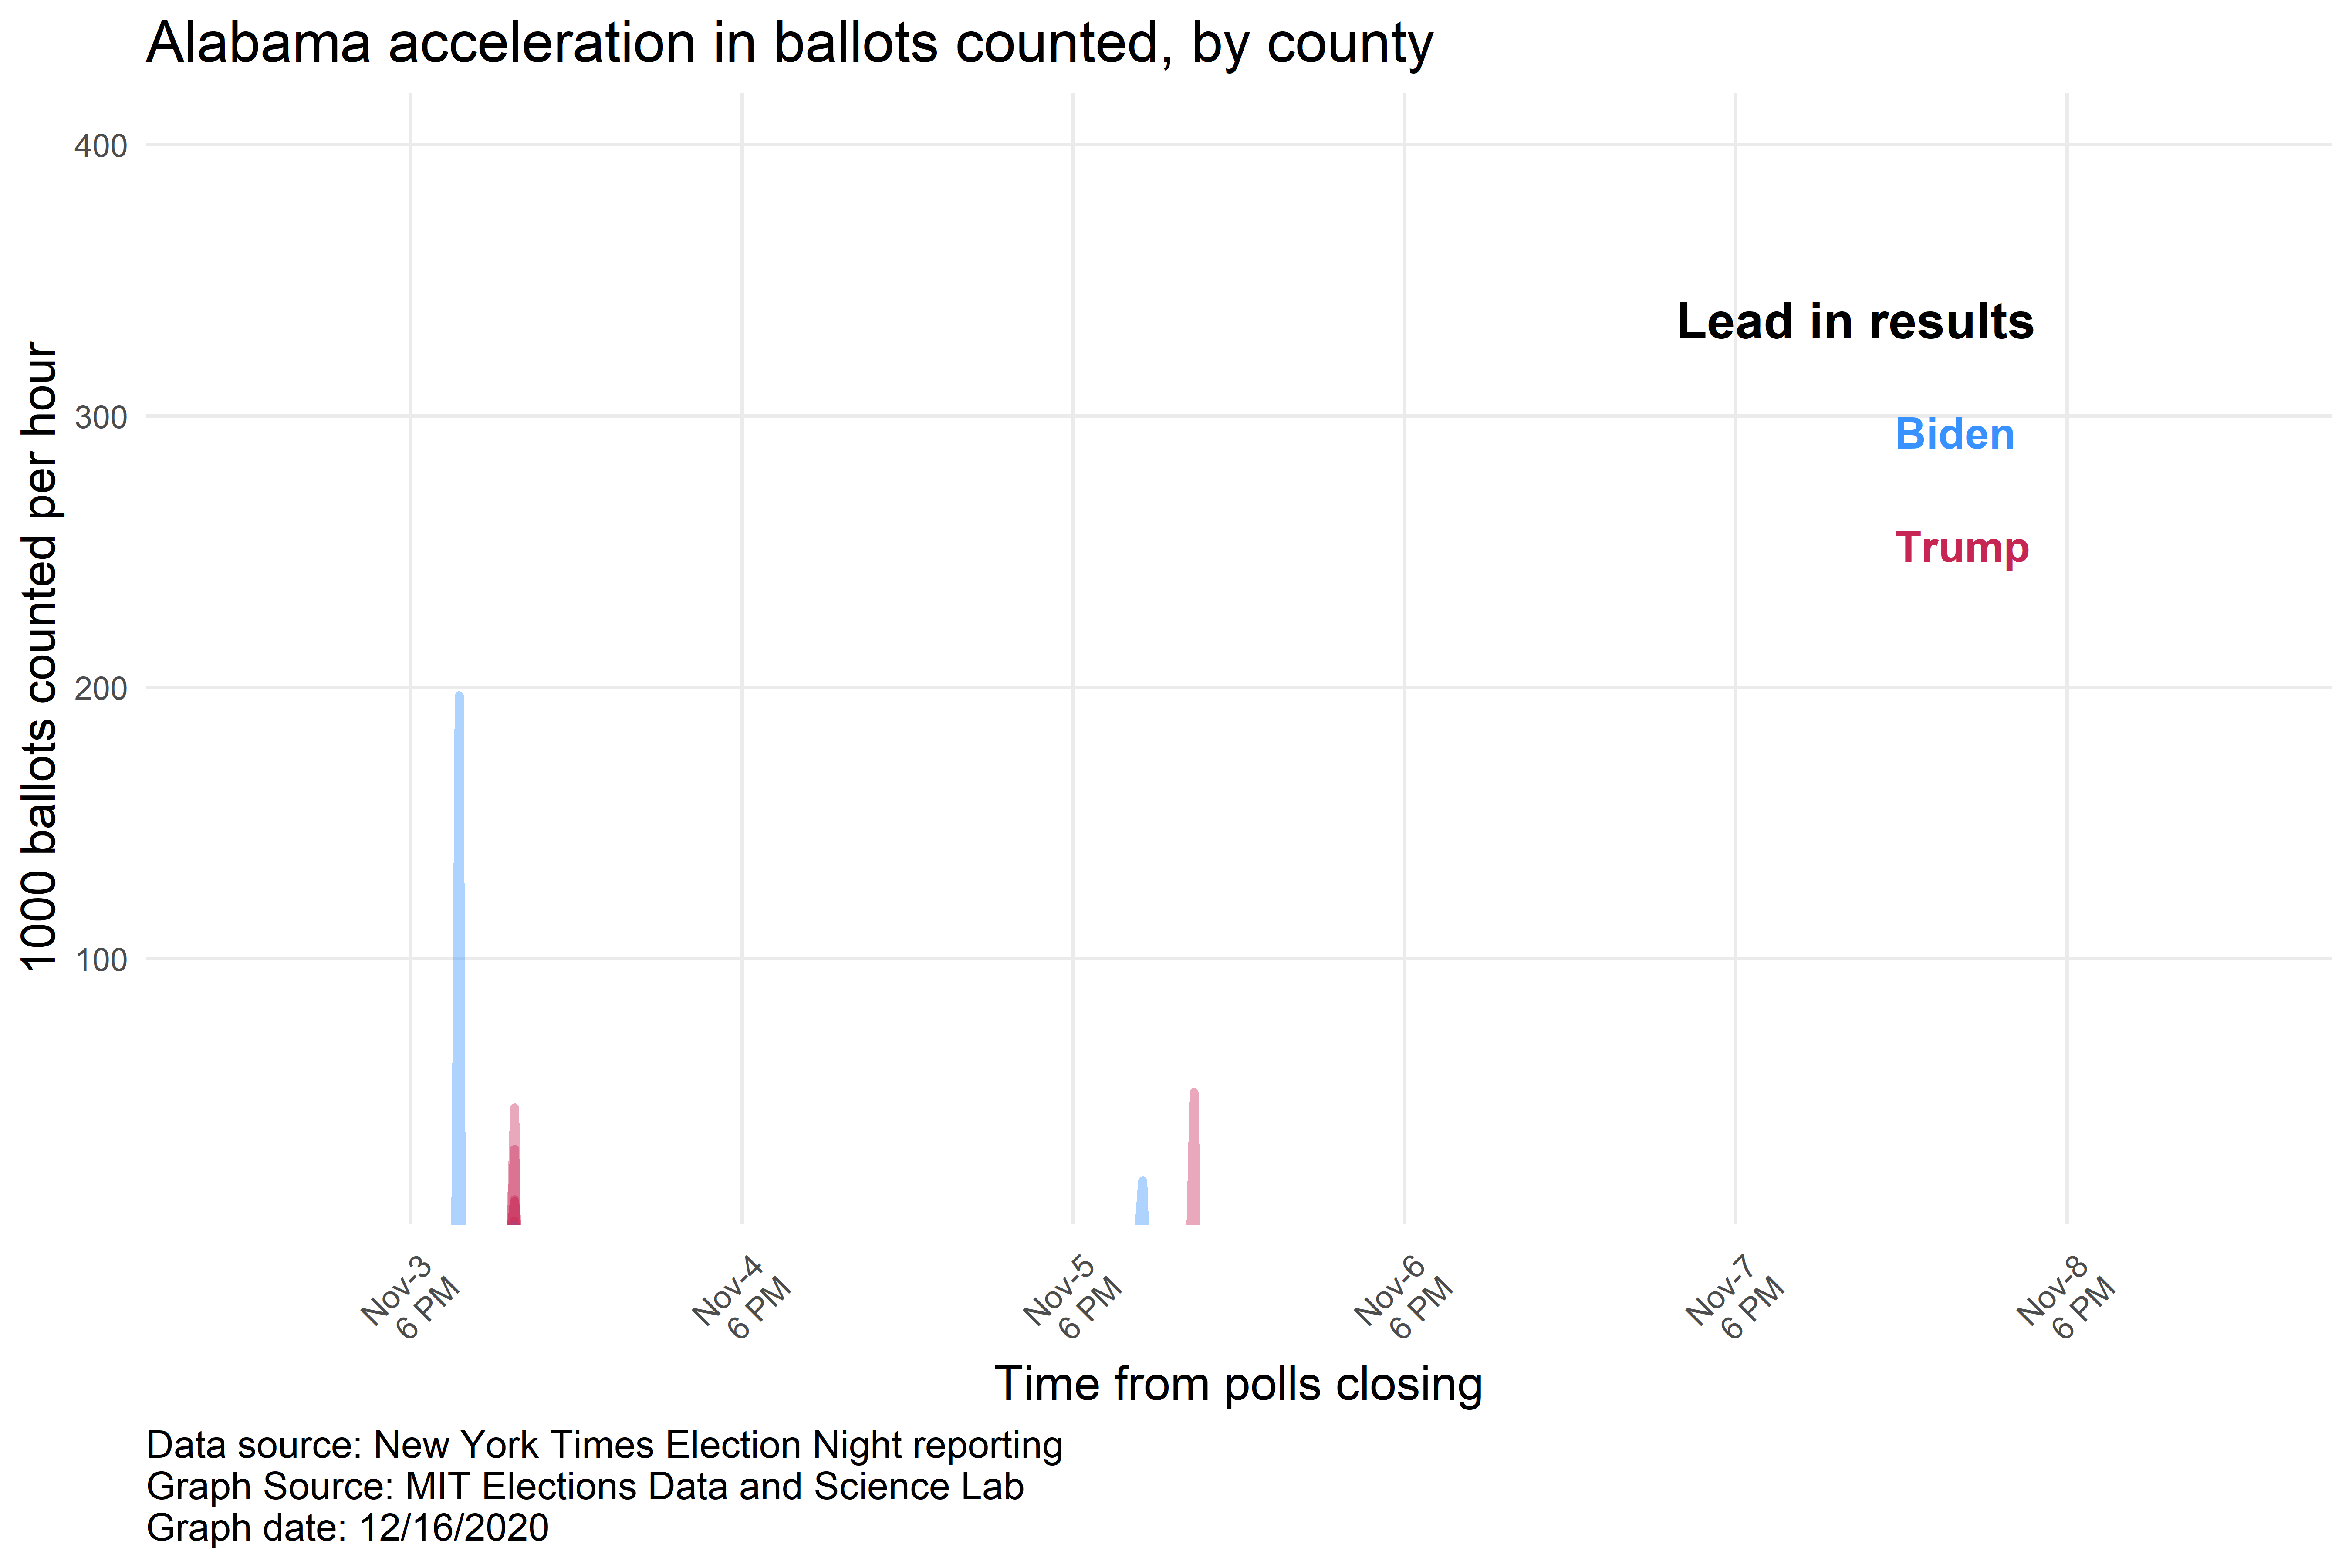 Alabama acceleration in ballots counted, by county
1000 ballots counted per hour
400
300
200
100
Lead in results
Biden
Trump
Nov-3
6 PM
Nov-4
6 PM
Nov-5
6 PM
Nov-6
6 PM
Nov-7
6 PM
Nov-8
6 PM
Time from polls closing
Data source: New York Times Election Night reporting
Graph Source: MIT Elections Data and Science Lab
Graph date: 12/16/2020